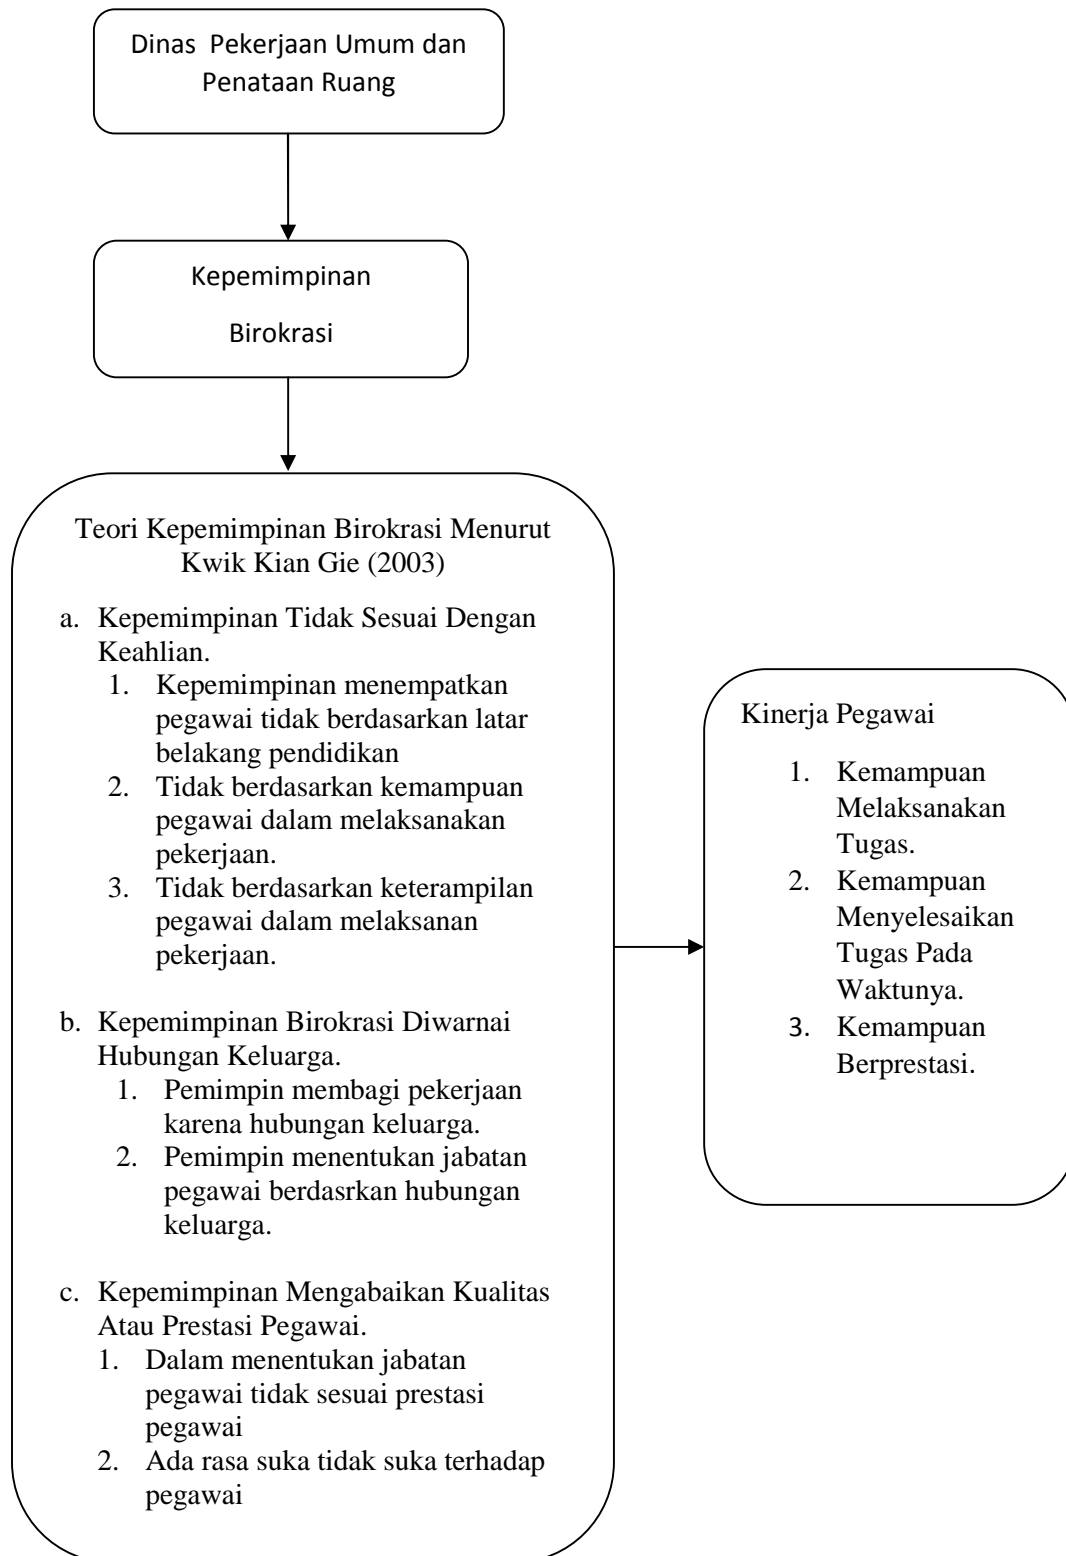 Dinas  Pekerjaan Umum dan
Penataan Ruang
Kepemimpinan
Birokrasi
Teori Kepemimpinan Birokrasi Menurut
Kwik Kian Gie (2003)
a. Kepemimpinan Tidak Sesuai Dengan
Keahlian.
1. Kepemimpinan menempatkan
pegawai tidak berdasarkan latar
belakang pendidikan
2. Tidak berdasarkan kemampuan
pegawai dalam melaksanakan
pekerjaan.
3. Tidak berdasarkan keterampilan
pegawai dalam melaksanan
pekerjaan.
b. Kepemimpinan Birokrasi Diwarnai
Hubungan Keluarga.
1. Pemimpin membagi pekerjaan
karena hubungan keluarga.
2. Pemimpin menentukan jabatan
pegawai berdasrkan hubungan
keluarga.
c. Kepemimpinan Mengabaikan Kualitas
Atau Prestasi Pegawai.
1. Dalam menentukan jabatan
pegawai tidak sesuai prestasi
pegawai
2. Ada rasa suka tidak suka terhadap
pegawai
Kinerja Pegawai
1. Kemampuan
Melaksanakan
Tugas.
2. Kemampuan
Menyelesaikan
Tugas Pada
Waktunya.
3. Kemampuan
Berprestasi.